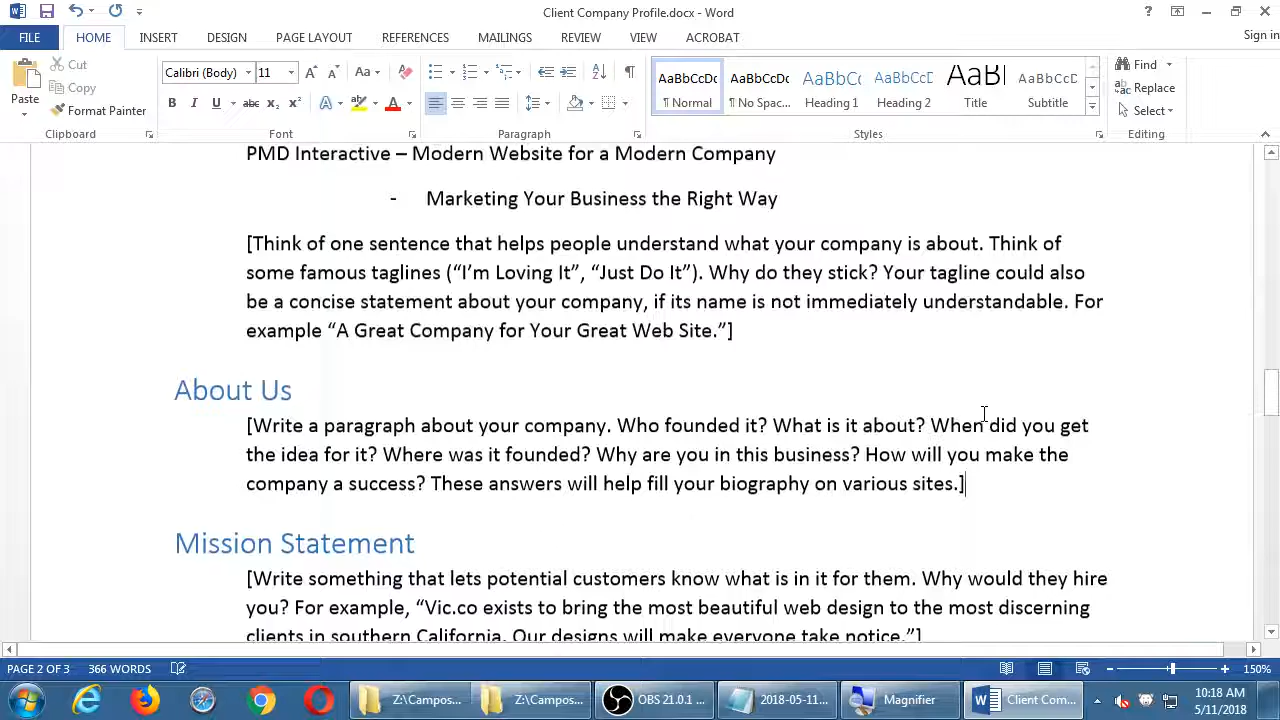 Client Company Profile.docx - Word
FILE HOME INSERT DESIGN PAGE LAYOUT REFERENCES MAILINGS REVIEW VIEW ACROBAT Sign in
Paste Cut Copy Format Painter
Calibri (Body) 11 Aa
AaBbCcDc AaBbCcDc AaBbCc AaBbCcD AaB AaBbCcD
¶ Normal ¶ No Spac... Heading 1 Heading 2 Title Subtitle
Find Replace Select
Clipboard Font Paragraph Styles Editing
PMD Interactive – Modern Website for a Modern Company
- Marketing Your Business the Right Way
[Think of one sentence that helps people understand what your company is about. Think of
some famous taglines (“I’m Loving It”, “Just Do It”). Why do they stick? Your tagline could also
be a concise statement about your company, if its name is not immediately understandable. For
example “A Great Company for Your Great Web Site.”]
About Us
[Write a paragraph about your company. Who founded it? What is it about? When did you get
the idea for it? Where was it founded? Why are you in this business? How will you make the
company a success? These answers will help fill your biography on various sites.]
Mission Statement
[Write something that lets potential customers know what is in it for them. Why would they hire
you? For example, “Vic.co exists to bring the most beautiful web design to the most discerning
clients in southern California. Our designs will make everyone take notice.”]
PAGE 2 OF 3 366 WORDS 150%
Z:\Campos... Z:\Campos... OBS 21.0.1 ... 2018-05-11... Magnifier Client Com... 10:18 AM
5/11/2018